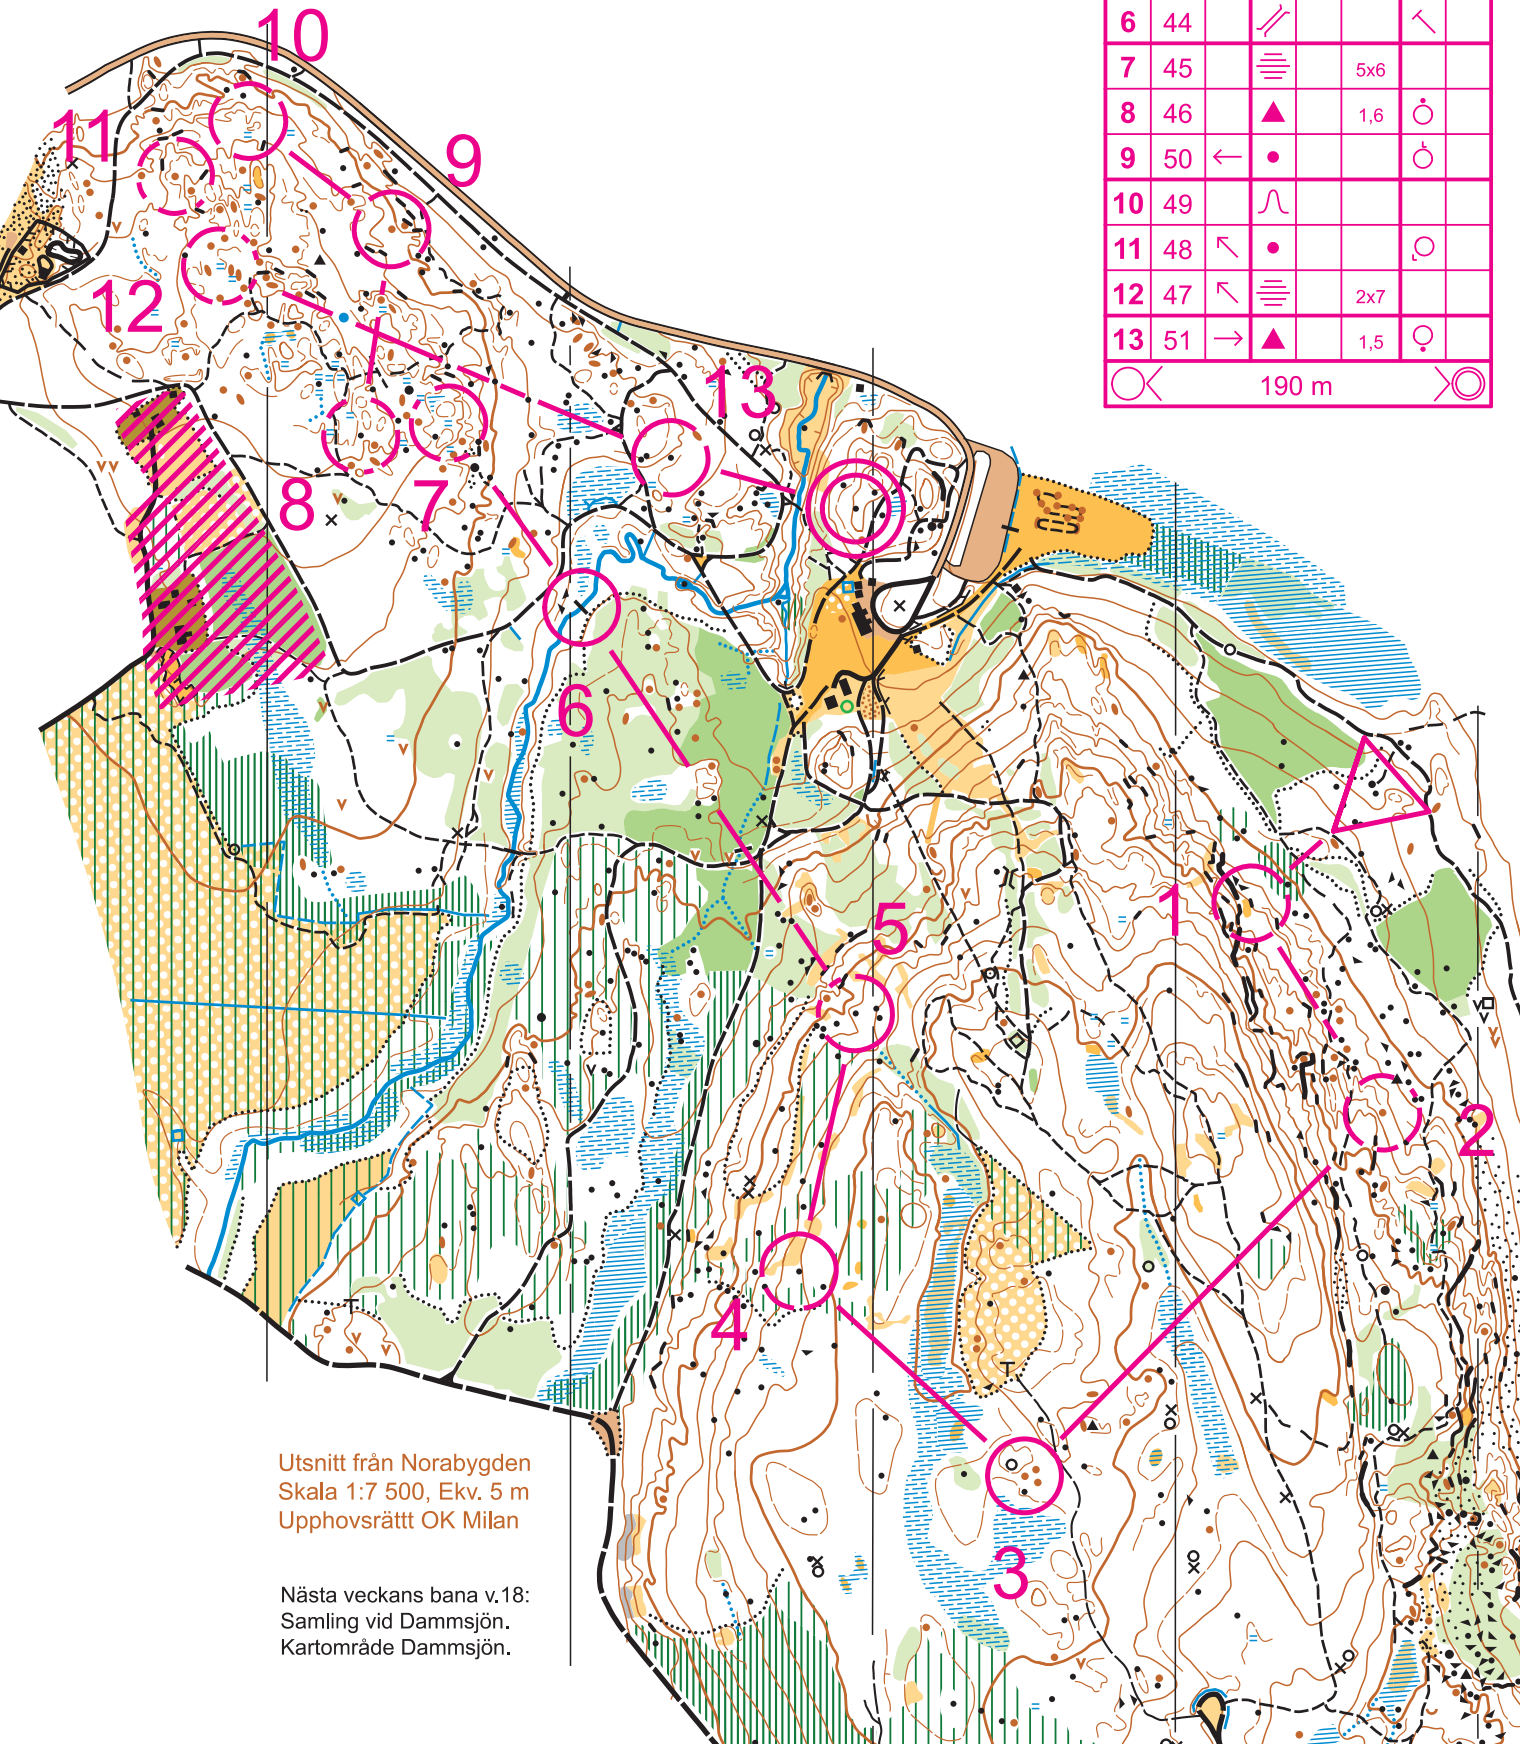 6 44
7 45 5x6
8 46 1,6
9 50
10 49
11 48
12 47 2x7
13 51 1,5
190 m
10
11
9
12
13
8
7
6
5
1
2
4
3
Utsnitt från Norabygden
Skala 1:7 500, Ekv. 5 m
Upphovsrättt OK Milan
Nästa veckans bana v.18:
Samling vid Dammsjön.
Kartområde Dammsjön.